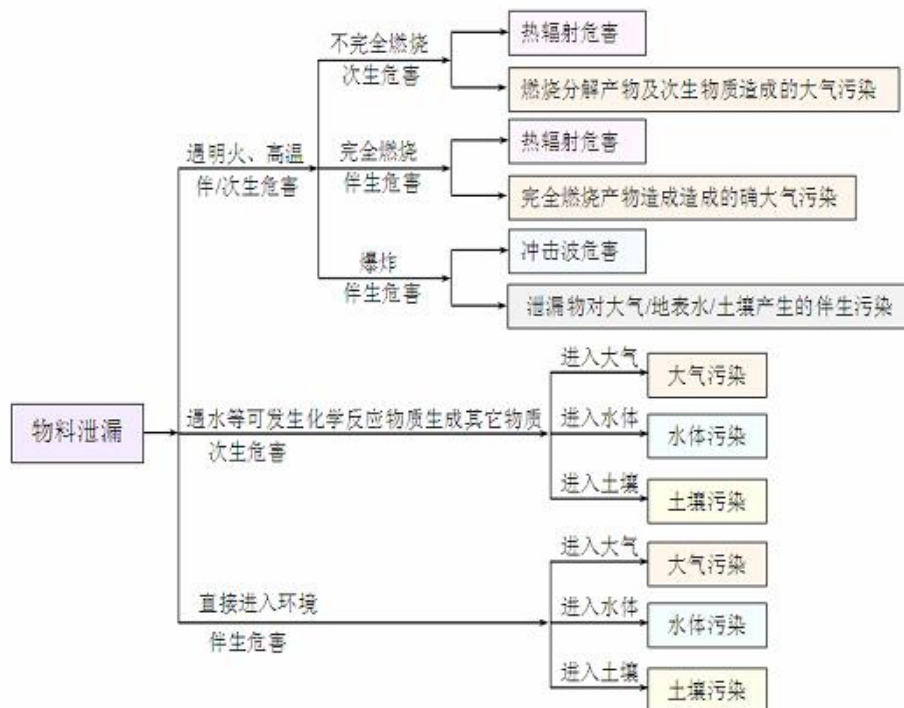 不完全燃烧
次生危害
热辐射危害
燃烧分解产物及次生物质造成的大气污染
遇明火、高温
伴/次生危害
完全燃烧
伴生危害
热辐射危害
完全燃烧产物造成造成的确大气污染
爆炸
伴生危害
冲击波危害
泄漏物对大气/地表水/土壤产生的伴生污染
物料泄漏
遇水等可发生化学反应物质生成其它物质
次生危害
进入大气
大气污染
进入水体
水体污染
进入土壤
土壤污染
直接进入环境
伴生危害
进入大气
大气污染
进入水体
水体污染
进入土壤
土壤污染